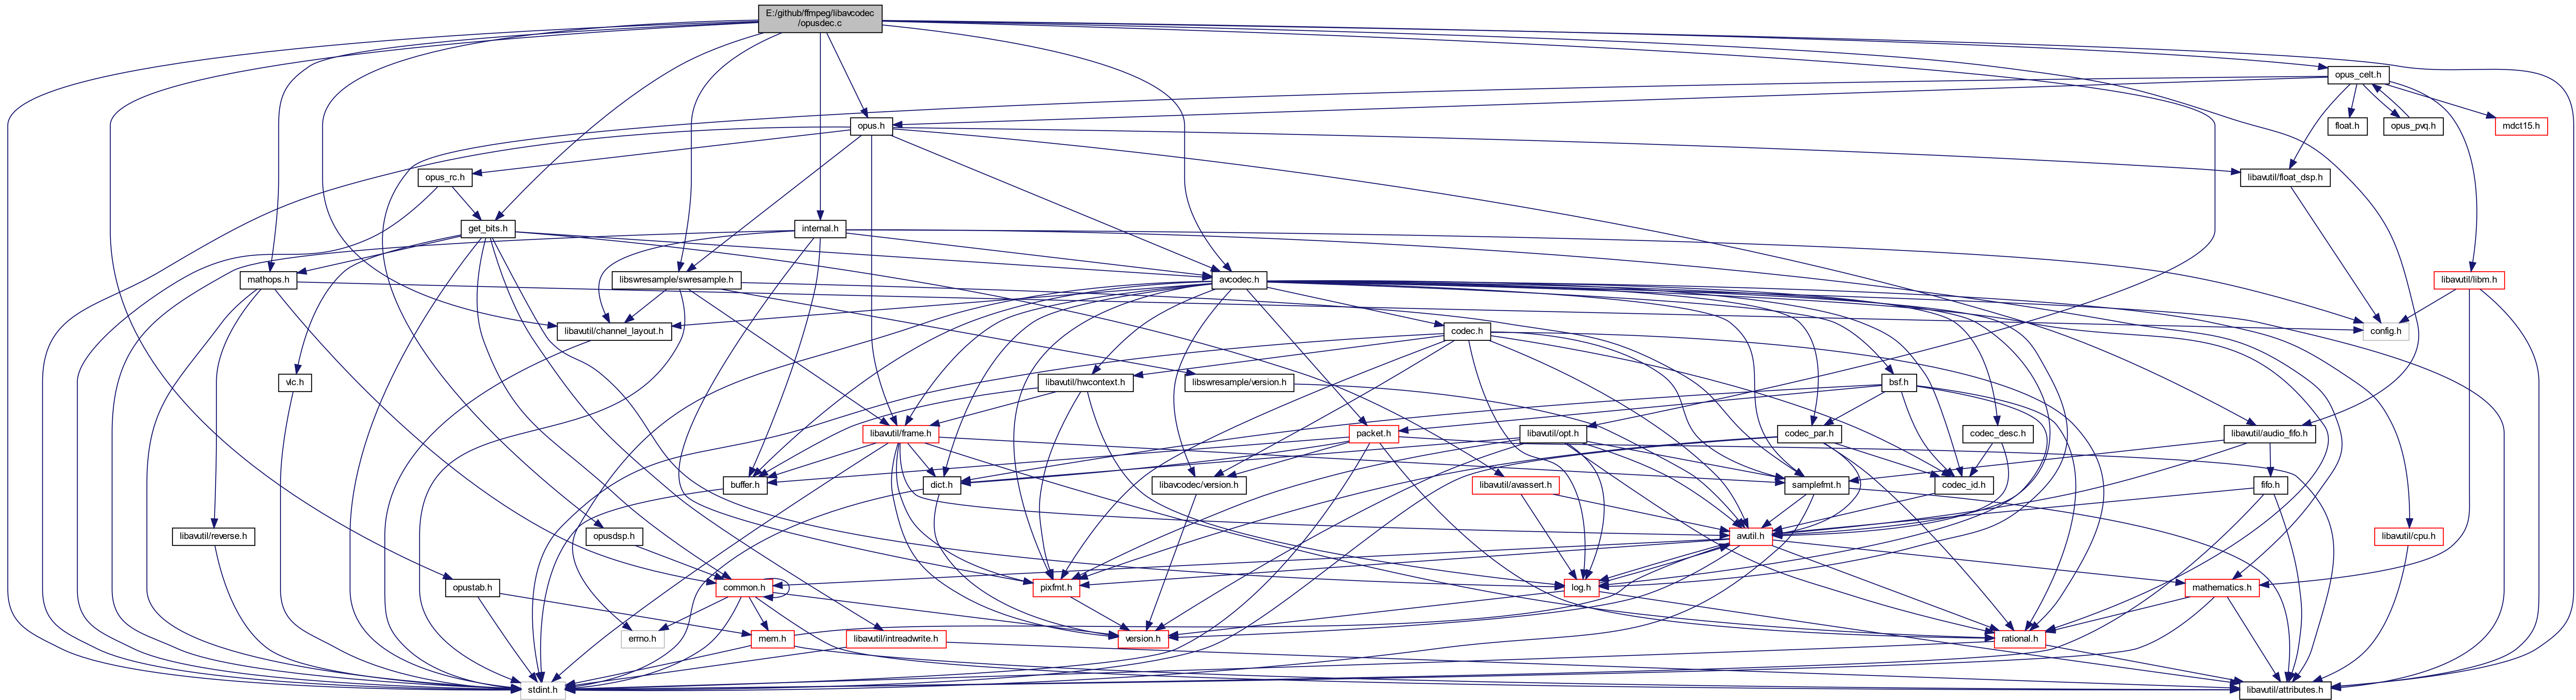 E:/github/ffmpeg/libavcodec
/opusdec.c
opus_celt.h
opus.h
float.h
opus_pvq.h
mdct15.h
opus_rc.h
libavutil/float_dsp.h
get_bits.h
internal.h
mathops.h
libswresample/swresample.h
avcodec.h
libavutil/libm.h
libavutil/channel_layout.h
codec.h
config.h
vlc.h
libavutil/hwcontext.h
libswresample/version.h
bsf.h
libavutil/frame.h
packet.h
libavutil/opt.h
codec_par.h
codec_desc.h
libavutil/audio_fifo.h
buffer.h
dict.h
libavcodec/version.h
libavutil/avassert.h
samplefmt.h
codec_id.h
fifo.h
libavutil/reverse.h
opusdsp.h
avutil.h
libavutil/cpu.h
opustab.h
common.h
pixfmt.h
log.h
mathematics.h
errno.h
mem.h
libavutil/intreadwrite.h
version.h
rational.h
stdint.h
libavutil/attributes.h